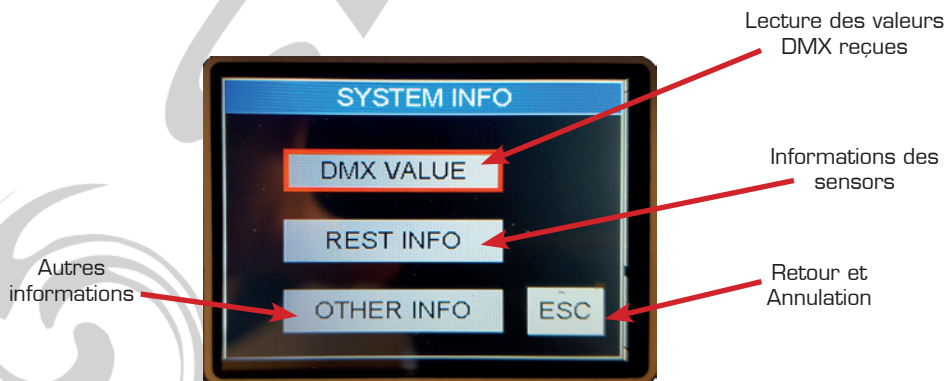 Lecture des valeurs
DMX reçues
SYSTEM INFO
DMX VALUE
Informations des
sensors
REST INFO
Autres
informations
OTHER INFO
ESC
Retour et
Annulation